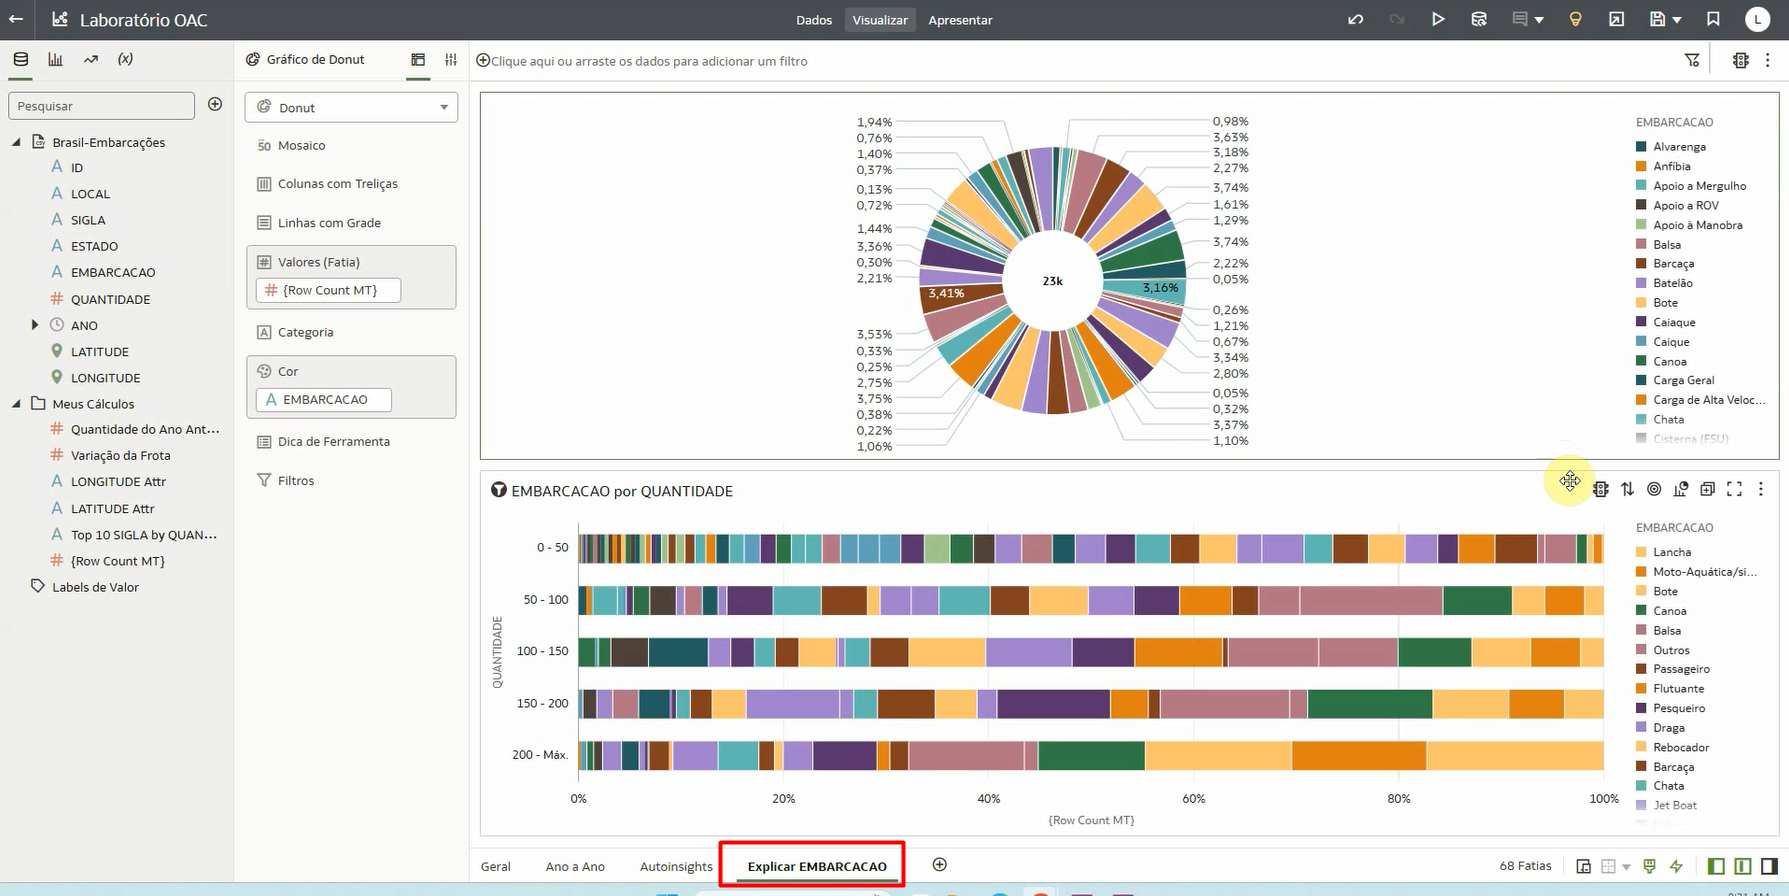 Laboratório OAC
Dados
Visualizar
Apresentar
L
Gráfico de Donut
Clique aqui ou arraste os dados para adicionar um filtro
Pesquisar
Brasil-Embarcações
ID
LOCAL
SIGLA
ESTADO
EMBARCACAO
QUANTIDADE
ANO
LATITUDE
LONGITUDE
Meus Cálculos
Quantidade do Ano Ant...
Variação da Frota
LONGITUDE Attr
LATITUDE Attr
Top 10 SIGLA by QUAN...
{Row Count MT}
Labels de Valor
Donut
50 Mosaico
Colunas com Treliças
Linhas com Grade
Valores (Fatia)
{Row Count MT}
Categoria
Cor
EMBARCACAO
Dica de Ferramenta
Filtros
1,94%
0,76%
1,40%
0,37%
0,15%
0,72%
1,44%
3,36%
0,30%
2,21%
3,41%
3,55%
0,33%
0,25%
2,75%
3,75%
0,38%
0,22%
1,06%
23k
0,98%
3,63%
3,18%
2,27%
3,74%
1,61%
1,29%
3,74%
2,22%
0,05%
3,16%
0,26%
1,21%
0,67%
3,34%
2,80%
0,05%
0,32%
3,37%
1,10%
EMBARCACAO
Alvarenga
Anfíbia
Apoio a Mergulho
Apoio a ROV
Apoio à Manobra
Balsa
Barcaça
Batelão
Bote
Caiaque
Caique
Canoa
Carga Geral
Carga de Alta Veloc...
Chata
Cisterna (FSU)
EMBARCACAO por QUANTIDADE
QUANTIDADE
0 - 50
50 - 100
100 - 150
150 - 200
200 - Máx.
0%
20%
40%
60%
80%
100%
{Row Count MT}
EMBARCACAO
Lancha
Moto-Aquática/si...
Bote
Canoa
Balsa
Outros
Passageiro
Flutuante
Pesqueiro
Draga
Rebocador
Barcaça
Chata
Jet Boat
Geral
Ano a Ano
Autoinsights
Explicar EMBARCACAO
68 Fatias